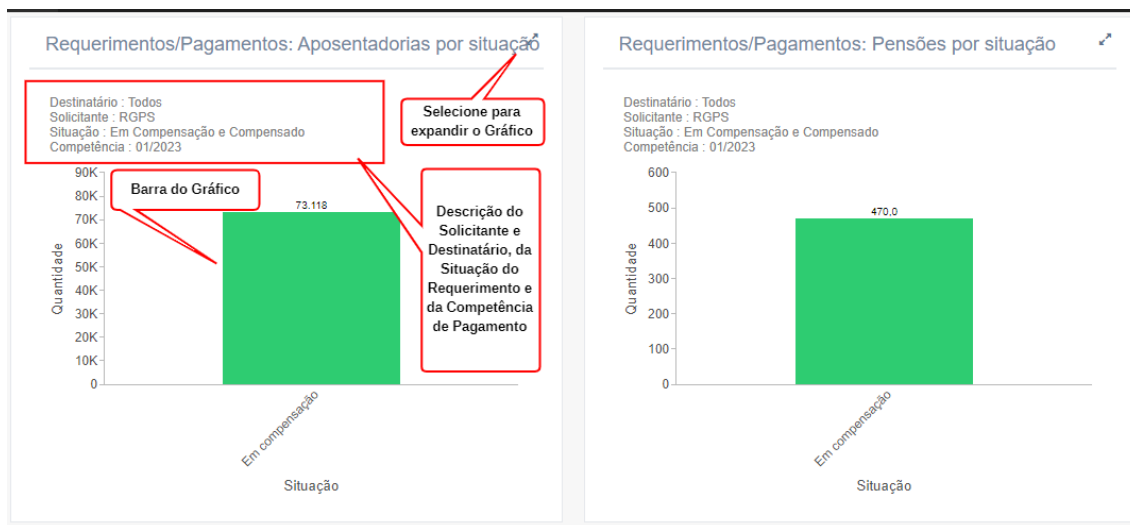 Requerimentos/Pagamentos: Aposentadorias por situação
Destinatário : Todos
Solicitante : RGPS
Situação : Em Compensação e Compensado
Competência : 01/2023
Selecione para
expandir o Gráfico
Barra do Gráfico
Descrição do
Solicitante e
Destinatário, da
Situação do
Requerimento e
da Competência
de Pagamento
90K
80K
70K
60K
50K
40K
30K
20K
10K
0
Quantidade
73.118
Em compensação
Situação
Requerimentos/Pagamentos: Pensões por situação
Destinatário : Todos
Solicitante : RGPS
Situação : Em Compensação e Compensado
Competência : 01/2023
600
500
400
300
200
100
0
Quantidade
470.0
Em compensação
Situação